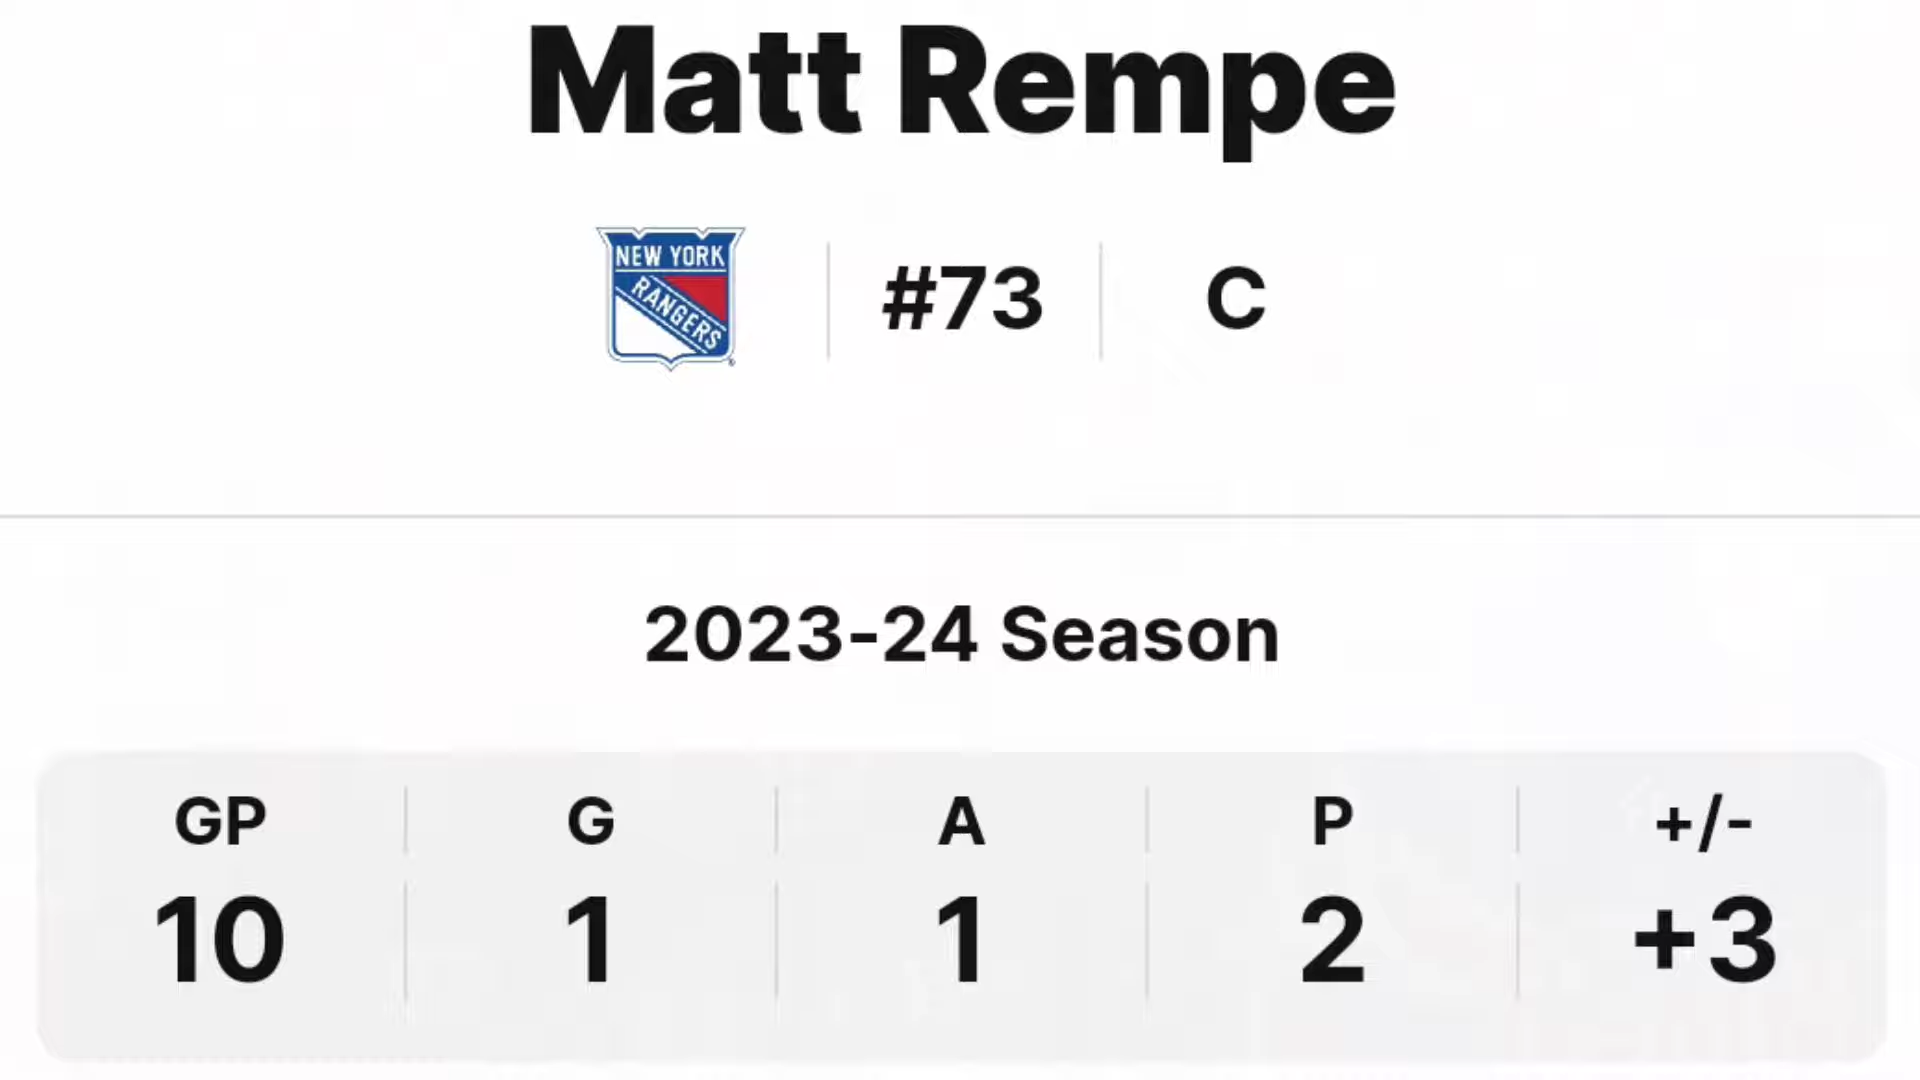 Matt Rempe
NEW YORK
RANGERS
#73
C
2023-24 Season
GP G A P +/-
10 1 1 2 +3